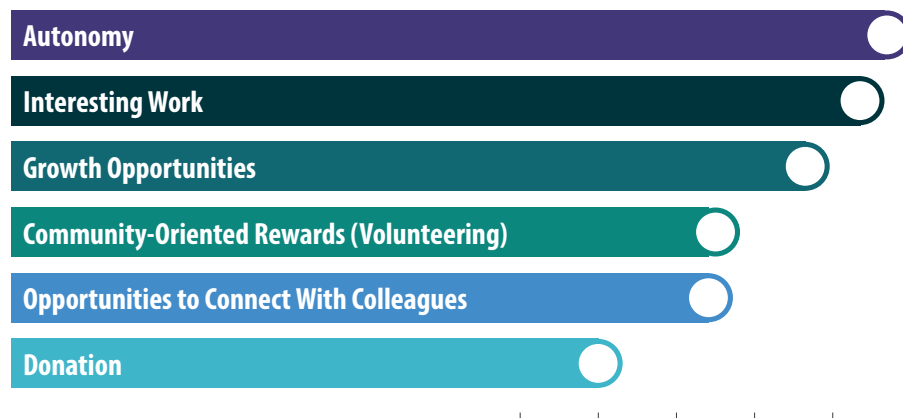 Autonomy
Interesting Work
Growth Opportunities
Community-Oriented Rewards (Volunteering)
Opportunities to Connect With Colleagues
Donation